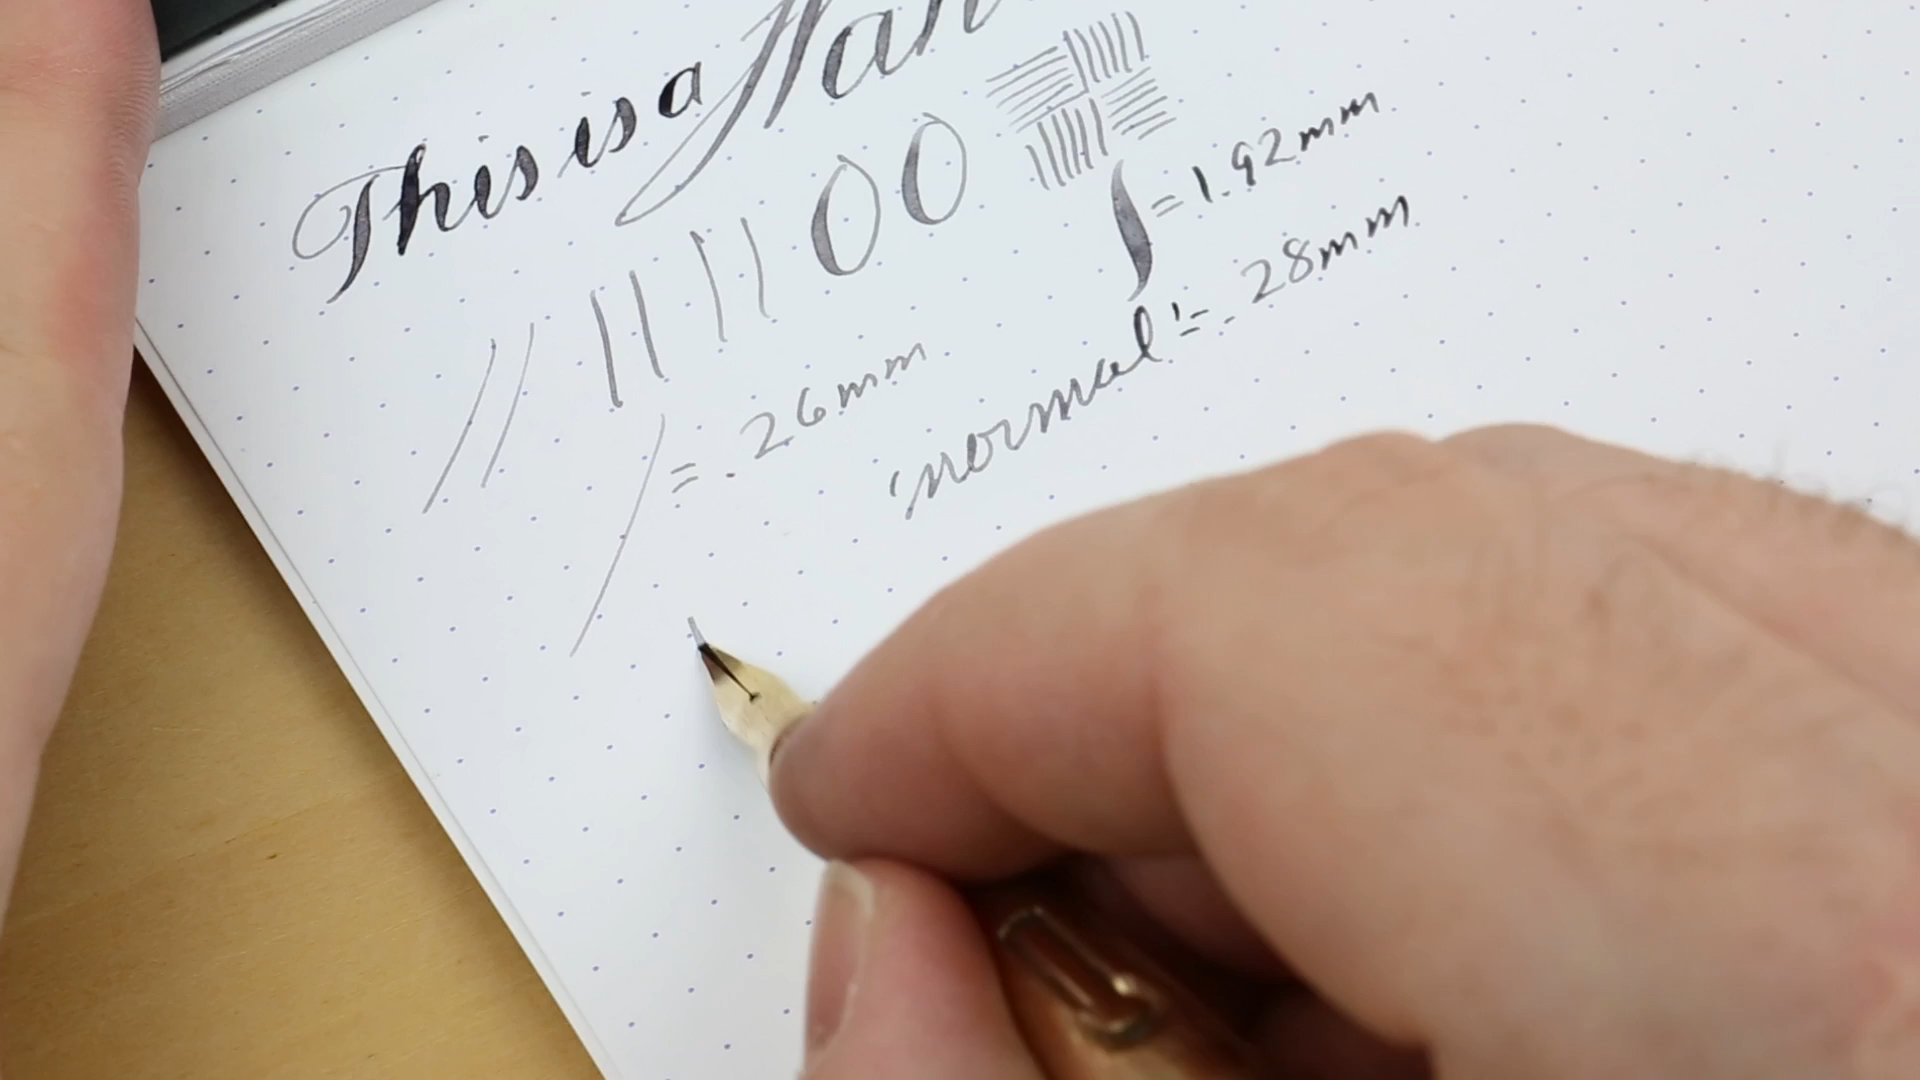 This is a
= 1.92mm
= .26mm
'normal' = .28mm